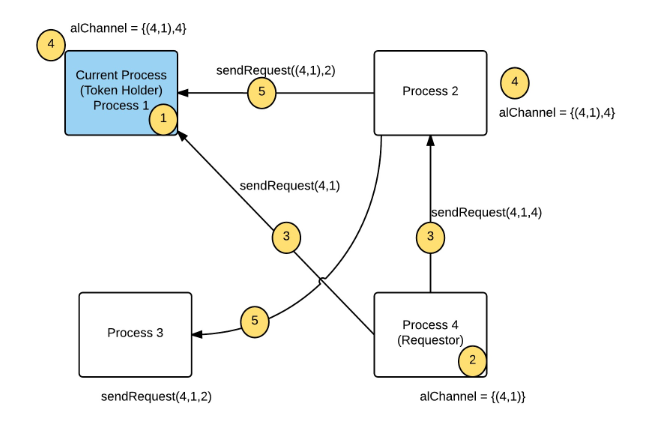 alChannel = {(4,1),4}
4
Current Process
(Token Holder)
Process 1
1
sendRequest((4,1),2)
5
Process 2
4
alChannel = {(4,1),4}
sendRequest(4,1)
sendRequest(4,1,4)
3
3
Process 3
5
Process 4
(Requestor)
2
sendRequest(4,1,2)
alChannel = {(4,1)}